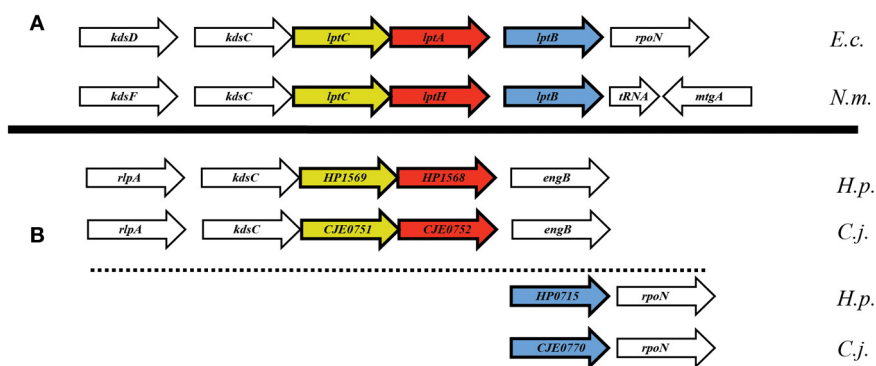 A
kdsD kdsC lptC lptA lptB rpoN E.c.
kdsF kdsC lptC lptH lptB tRNA mtgA N.m.
B
rlpA kdsC HP1569 HP1568 engB H.p.
rlpA kdsC CJE0751 CJE0752 engB C.j.
HP0715 rpoN H.p.
CJE0770 rpoN C.j.